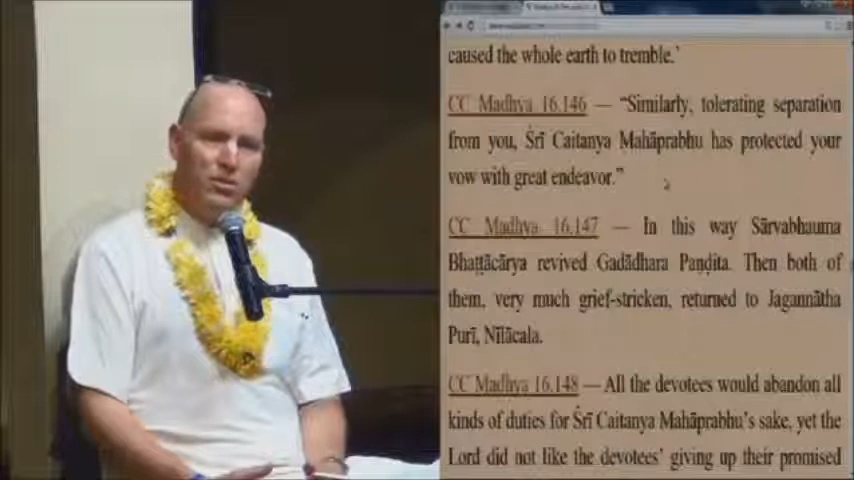 caused the whole earth to tremble.'
CC Madhya 16.146 — “Similarly, tolerating separation
from you, Śrī Caitanya Mahāprabhu has protected your
vow with great endeavor.”
CC Madhya 16.147 — In this way Sārvabhauma
Bhaṭṭācārya revived Gadādhara Paṇḍita. Then both of
them, very much grief-stricken, returned to Jagannātha
Purī, Nīlācala.
CC Madhya 16.148 — All the devotees would abandon all
kinds of duties for Śrī Caitanya Mahāprabhu's sake, yet the
Lord did not like the devotees' giving up their promised